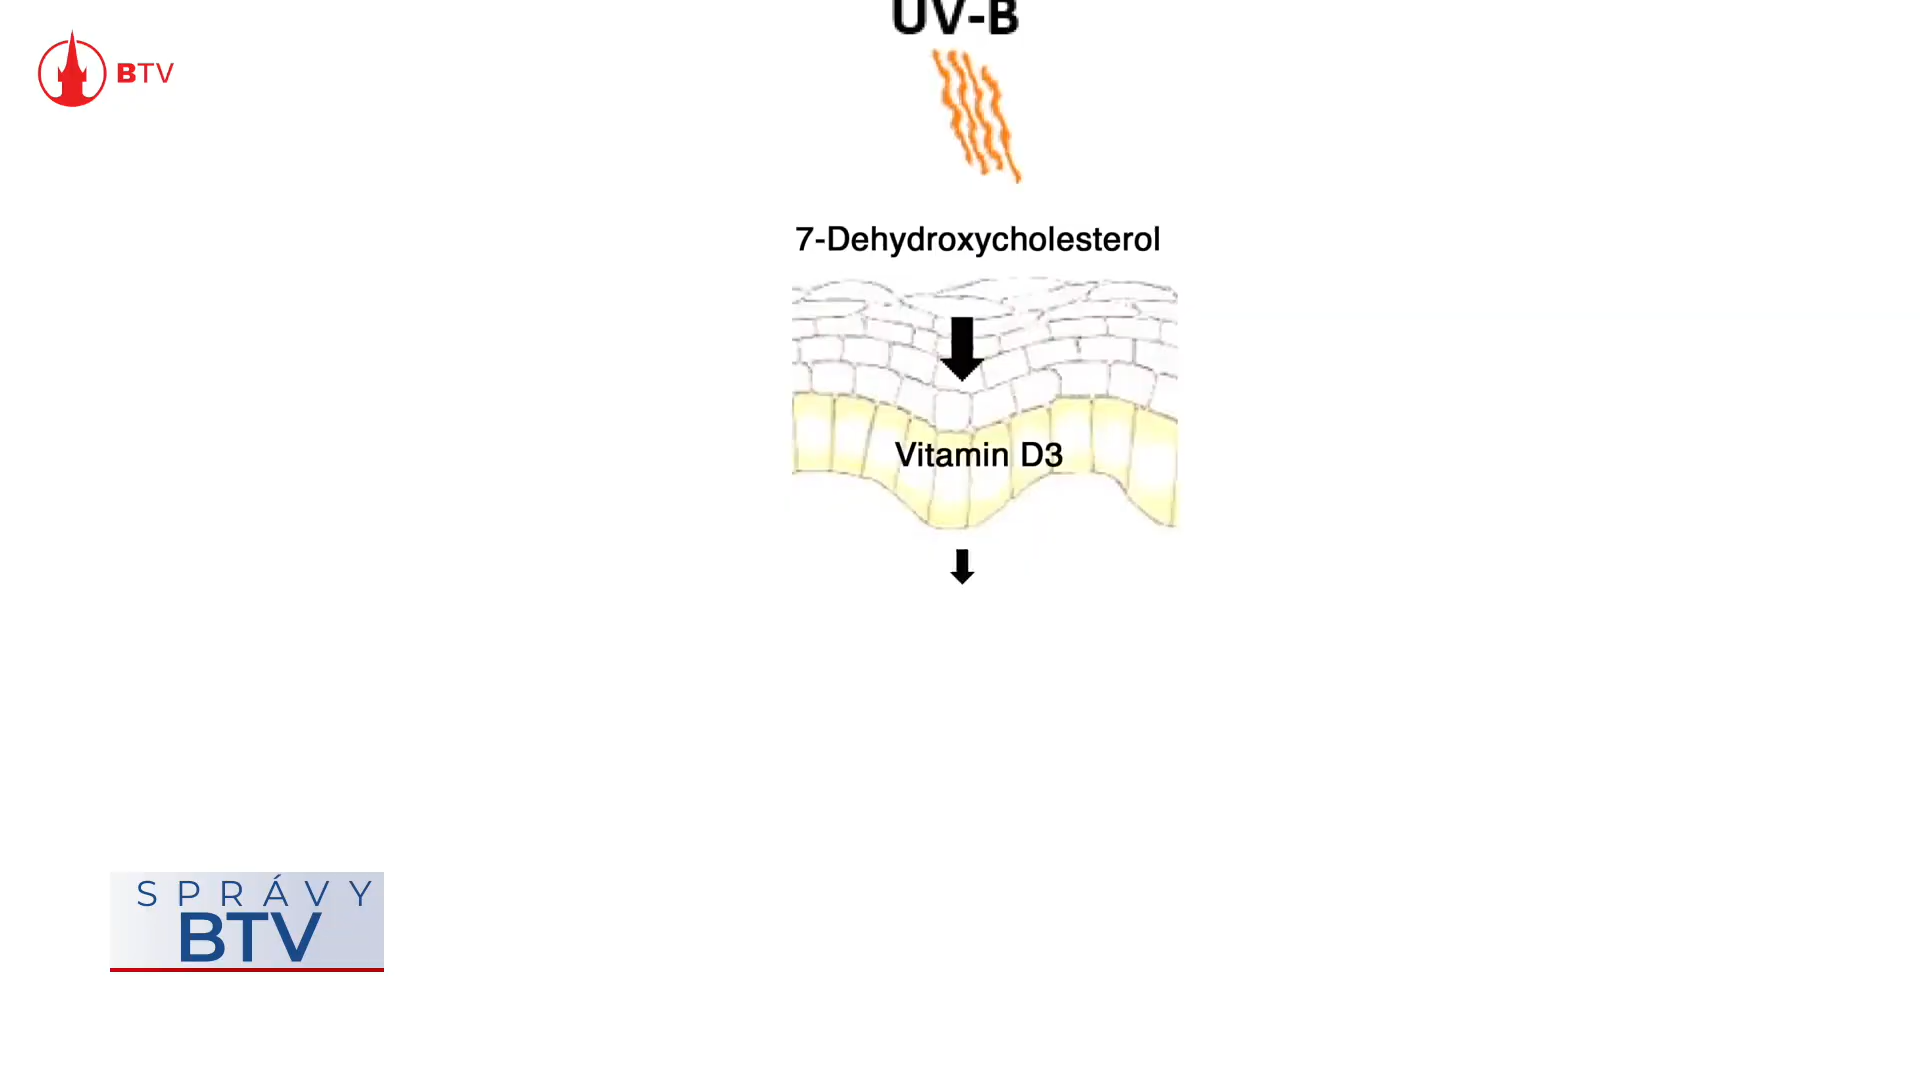 UV-B
BTV
7-Dehydroxycholesterol
Vitamin D3
SPRÁVY
BTV